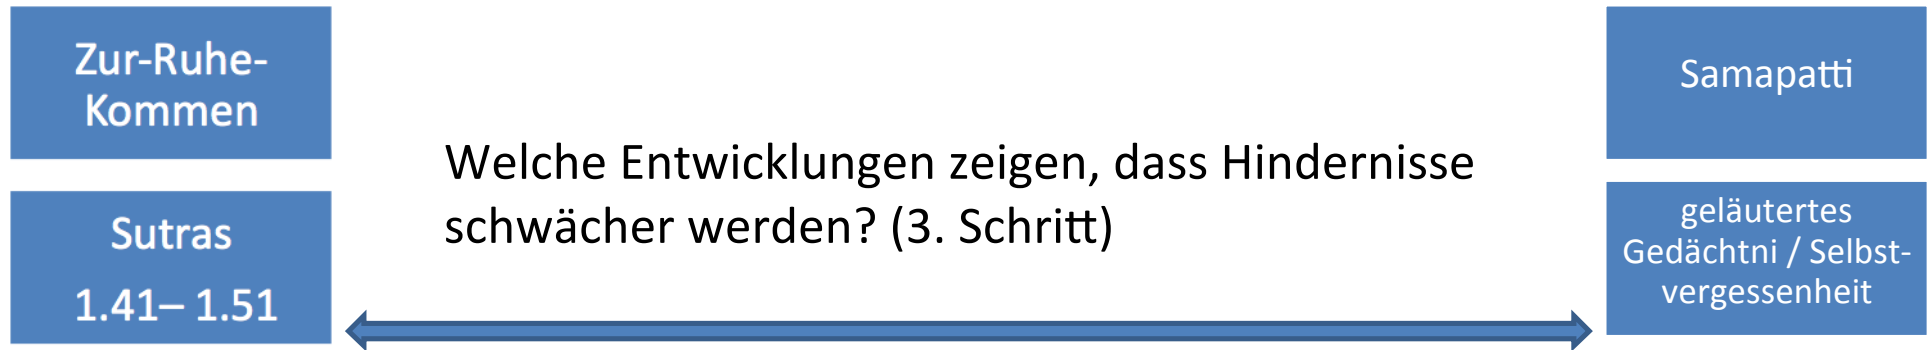 Zur-Ruhe-
Kommen
Sutras
1.41– 1.51
Welche Entwicklungen zeigen, dass Hindernisse
schwächer werden? (3. Schritt)
Samapatti
geläutertes
Gedächtni / Selbst-
vergessenheit